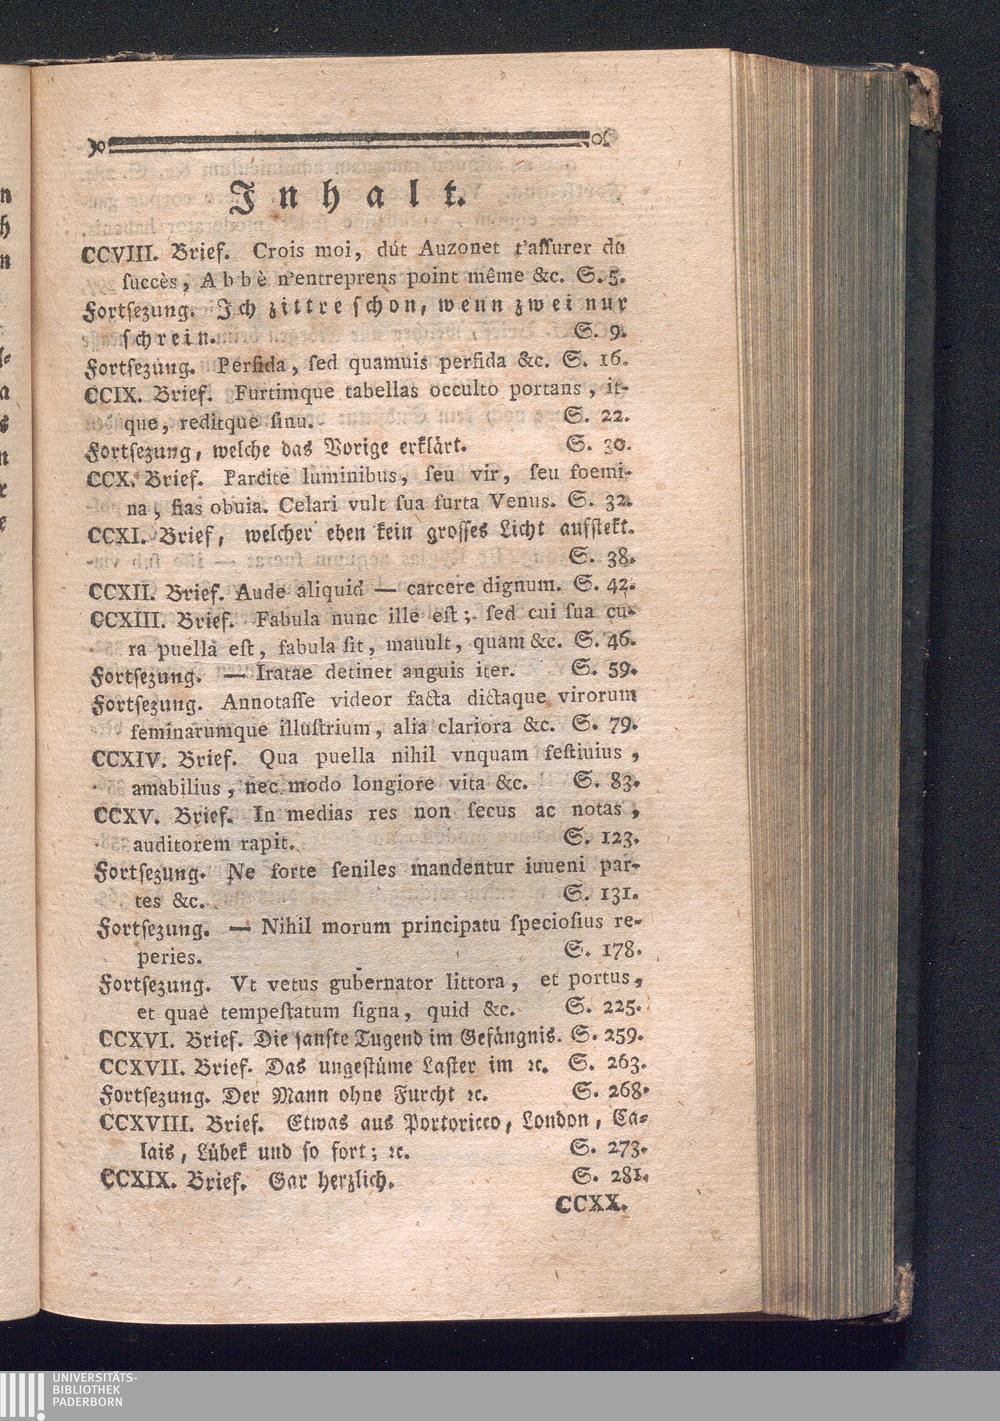 Inhalt.
CCVIII. Brief. Crois moi, dút Auzonet t'assurer du
succès, Abbè n'entreprens point même &c. S. 5.
Fortsezung. Ich zittre schon, wenn zwei nur
schrein. S. 9.
Fortsezung. Perfida, sed quamuis perfida &c. S. 16.
CCIX. Brief. Furtimque tabellas occulto portans, it-
que, reditque sinu. S. 22.
Fortsezung, welche das Vorige erklärt. S. 30.
CCX. Brief. Parcite luminibus, seu vir, seu foemi-
na, fias obuia. Celari vult sua furta Venus. S. 32.
CCXI. Brief, welcher eben kein grosses Licht aufstekt.
S. 38.
CCXII. Brief. Aude aliquid — carcere dignum. S. 42.
CCXIII. Brief. Fabula nunc ille est; sed cui sua cu-
ra puella est, fabula sit, mauult, quam &c. S. 46.
Fortsezung. — Iratae detinet anguis iter. S. 59.
Fortsezung. Annotasse videor facta dictaque virorum
feminarumque illustrium, alia clariora &c. S. 79.
CCXIV. Brief. Qua puella nihil vnquam festiuius,
amabilius, nec modo longiore vita &c. S. 83.
CCXV. Brief. In medias res non secus ac notas,
auditorem rapit. S. 123.
Fortsezung. Ne forte seniles mandentur iuueni par-
tes &c. S. 131.
Fortsezung. — Nihil morum principatu speciosius re-
peries. S. 178.
Fortsezung. Vt vetus gubernator littora, et portus,
et quae tempestatum signa, quid &c. S. 225.
CCXVI. Brief. Die sanfte Tugend im Gefängnis. S. 259.
CCXVII. Brief. Das ungestüme Laster im ꝛc. S. 263.
Fortsezung. Der Mann ohne Furcht ꝛc. S. 268.
CCXVIII. Brief. Etwas aus Portoricco, London, Ca-
lais, Lübek und so fort; ꝛc. S. 273.
CCXIX. Brief. Gar herzlich. S. 281.
CCXX.
UNIVERSITÄTS-
BIBLIOTHEK
PADERBORN